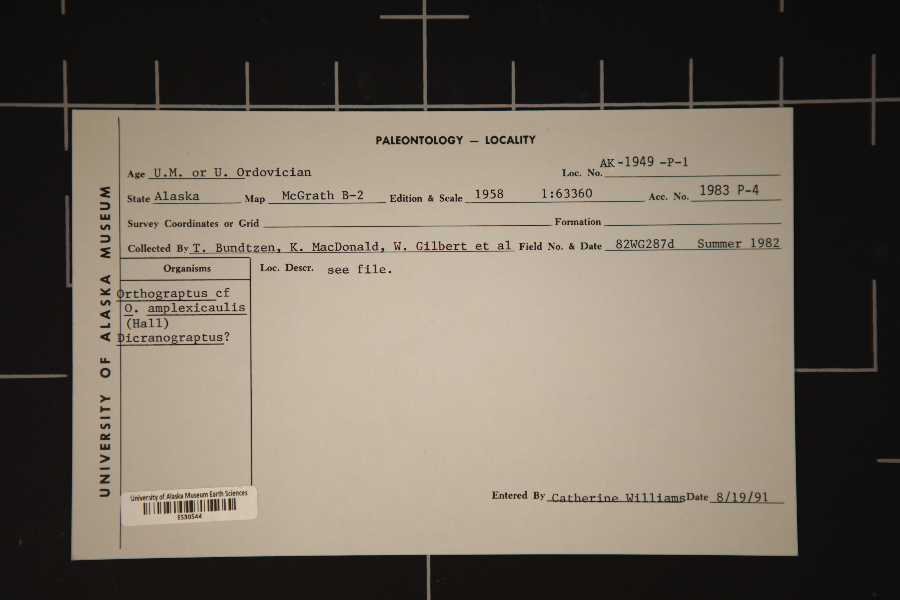 PALEONTOLOGY — LOCALITY
AK-1949-P-1
Age U.M. or U. Ordovician Loc. No.
State Alaska Map McGrath B-2 Edition & Scale 1958 1:63360 Acc. No. 1983 P-4
Survey Coordinates or Grid Formation
Collected By T. Bundtzen, K. MacDonald, W. Gilbert et al Field No. & Date 82WG287d Summer 1982
Organisms Loc. Descr. see file.
Orthograptus cf
O. amplexicaulis
(Hall)
Dicranograptus?
UNIVERSITY OF ALASKA MUSEUM
University of Alaska Museum Earth Sciences
ES30544
Entered By Catherine Williams Date 8/19/91